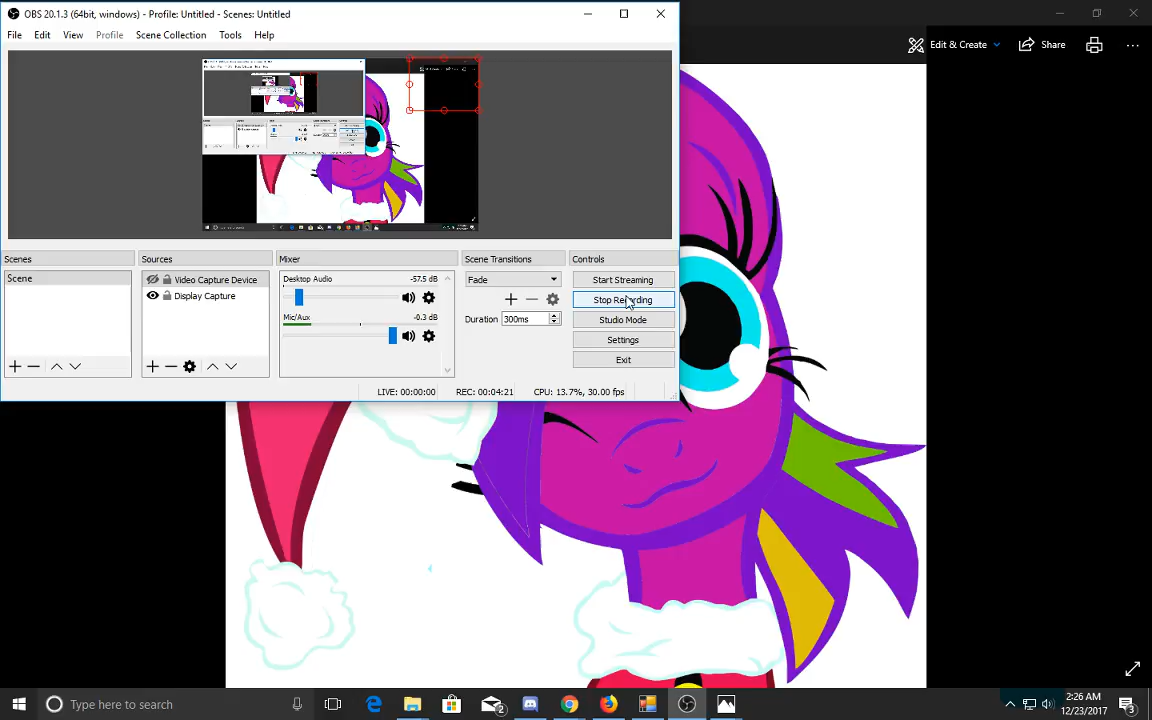 OBS 20.1.3 (64bit, windows) - Profile: Untitled - Scenes: Untitled
File Edit View Profile Scene Collection Tools Help
Edit & Create Share
Scenes Sources Mixer Scene Transitions Controls
Scene
Video Capture Device
Display Capture
Desktop Audio -57.5 dB
Mic/Aux -0.3 dB
Fade
Duration 300ms
Start Streaming
Stop Recording
Studio Mode
Settings
Exit
LIVE: 00:00:00 REC: 00:04:21 CPU: 13.7%, 30.00 fps
Type here to search
2
2:26 AM
12/23/2017
3